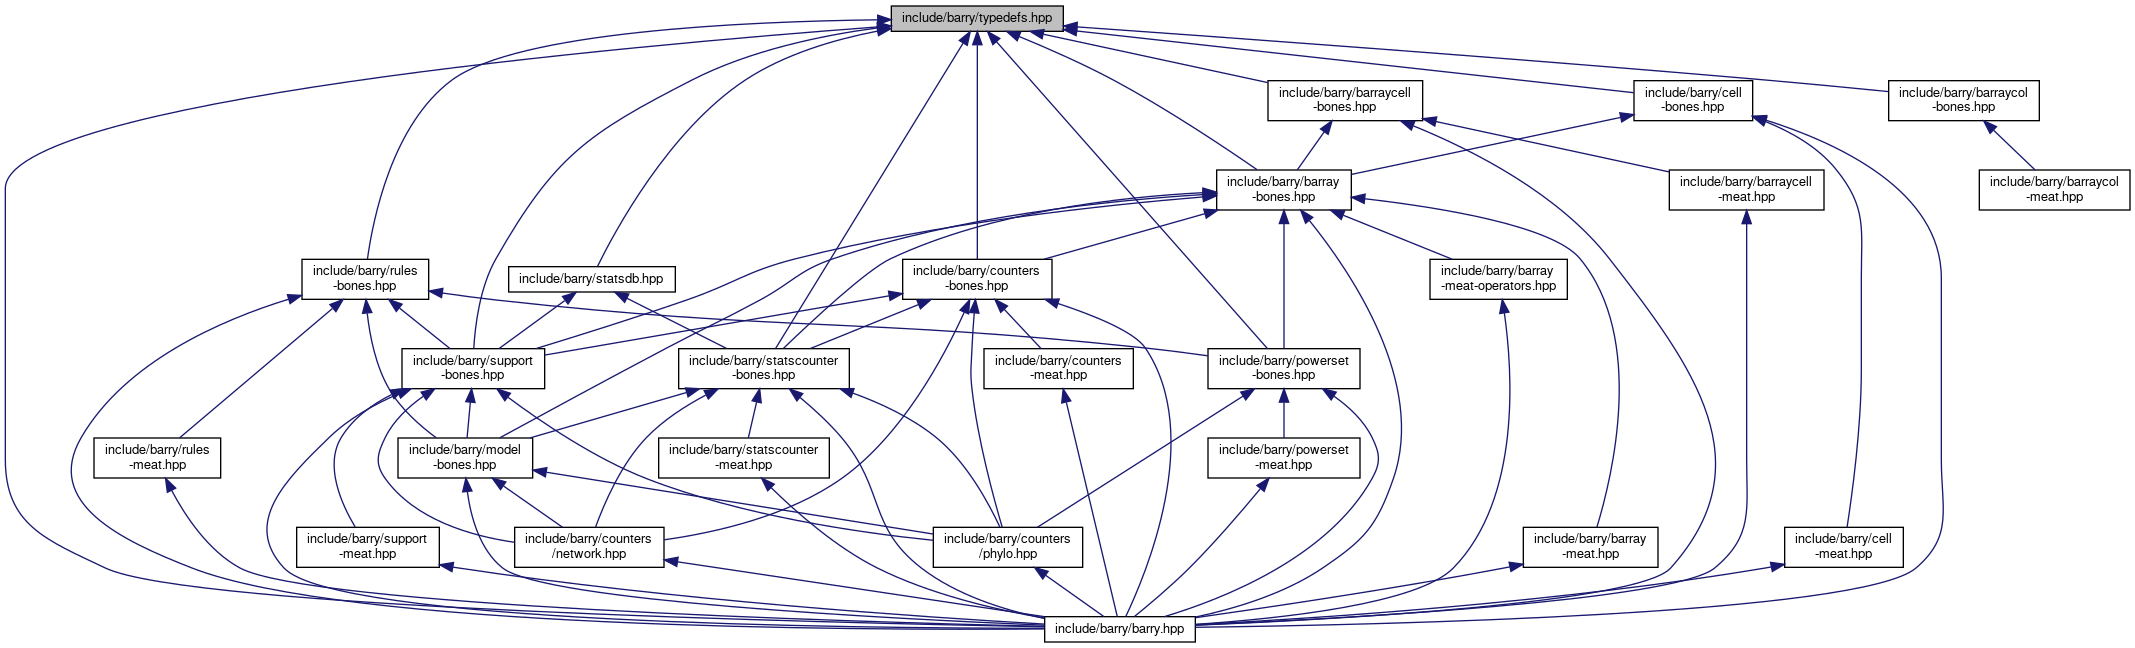 include/barry/typedefs.hpp
include/barry/barraycell
-bones.hpp
include/barry/cell
-bones.hpp
include/barry/barraycol
-bones.hpp
include/barry/barray
-bones.hpp
include/barry/barraycell
-meat.hpp
include/barry/barraycol
-meat.hpp
include/barry/rules
-bones.hpp
include/barry/statsdb.hpp
include/barry/counters
-bones.hpp
include/barry/barray
-meat-operators.hpp
include/barry/support
-bones.hpp
include/barry/statscounter
-bones.hpp
include/barry/counters
-meat.hpp
include/barry/powerset
-bones.hpp
include/barry/rules
-meat.hpp
include/barry/model
-bones.hpp
include/barry/statscounter
-meat.hpp
include/barry/powerset
-meat.hpp
include/barry/support
-meat.hpp
include/barry/counters
/network.hpp
include/barry/counters
/phylo.hpp
include/barry/barray
-meat.hpp
include/barry/cell
-meat.hpp
include/barry/barry.hpp